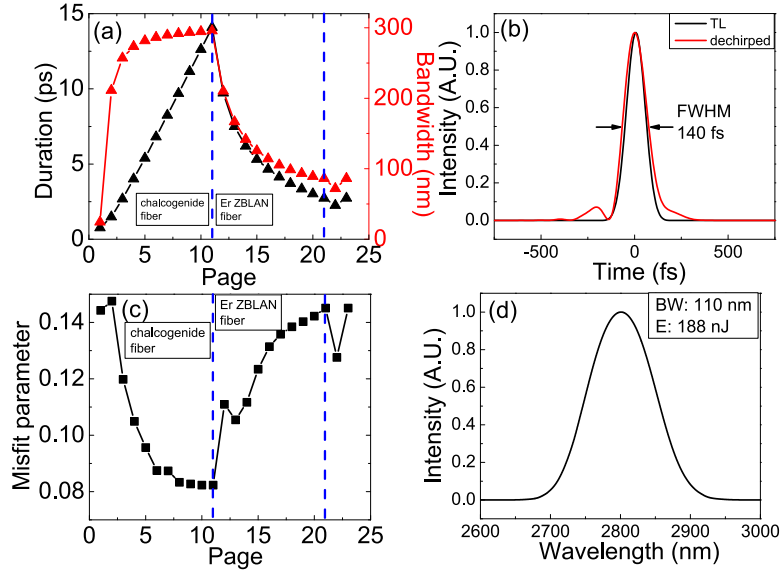 (a)
15
10
5
0
Duration (ps)
300
200
100
0
Bandwidth (nm)
chalcogenide
fiber
Er ZBLAN
fiber
0 5 10 15 20 25
Page
(b)
TL
dechirped
1.0
0.8
0.6
0.4
0.2
0.0
Intensity (A.U.)
FWHM
140 fs
-500 0 500
Time (fs)
(c)
0.14
0.12
0.10
0.08
Misfit parameter
Er ZBLAN
fiber
chalcogenide
fiber
0 5 10 15 20 25
Page
(d)
BW: 110 nm
E: 188 nJ
1.0
0.8
0.6
0.4
0.2
0.0
Intensity (A.U.)
2600 2700 2800 2900 3000
Wavelength (nm)